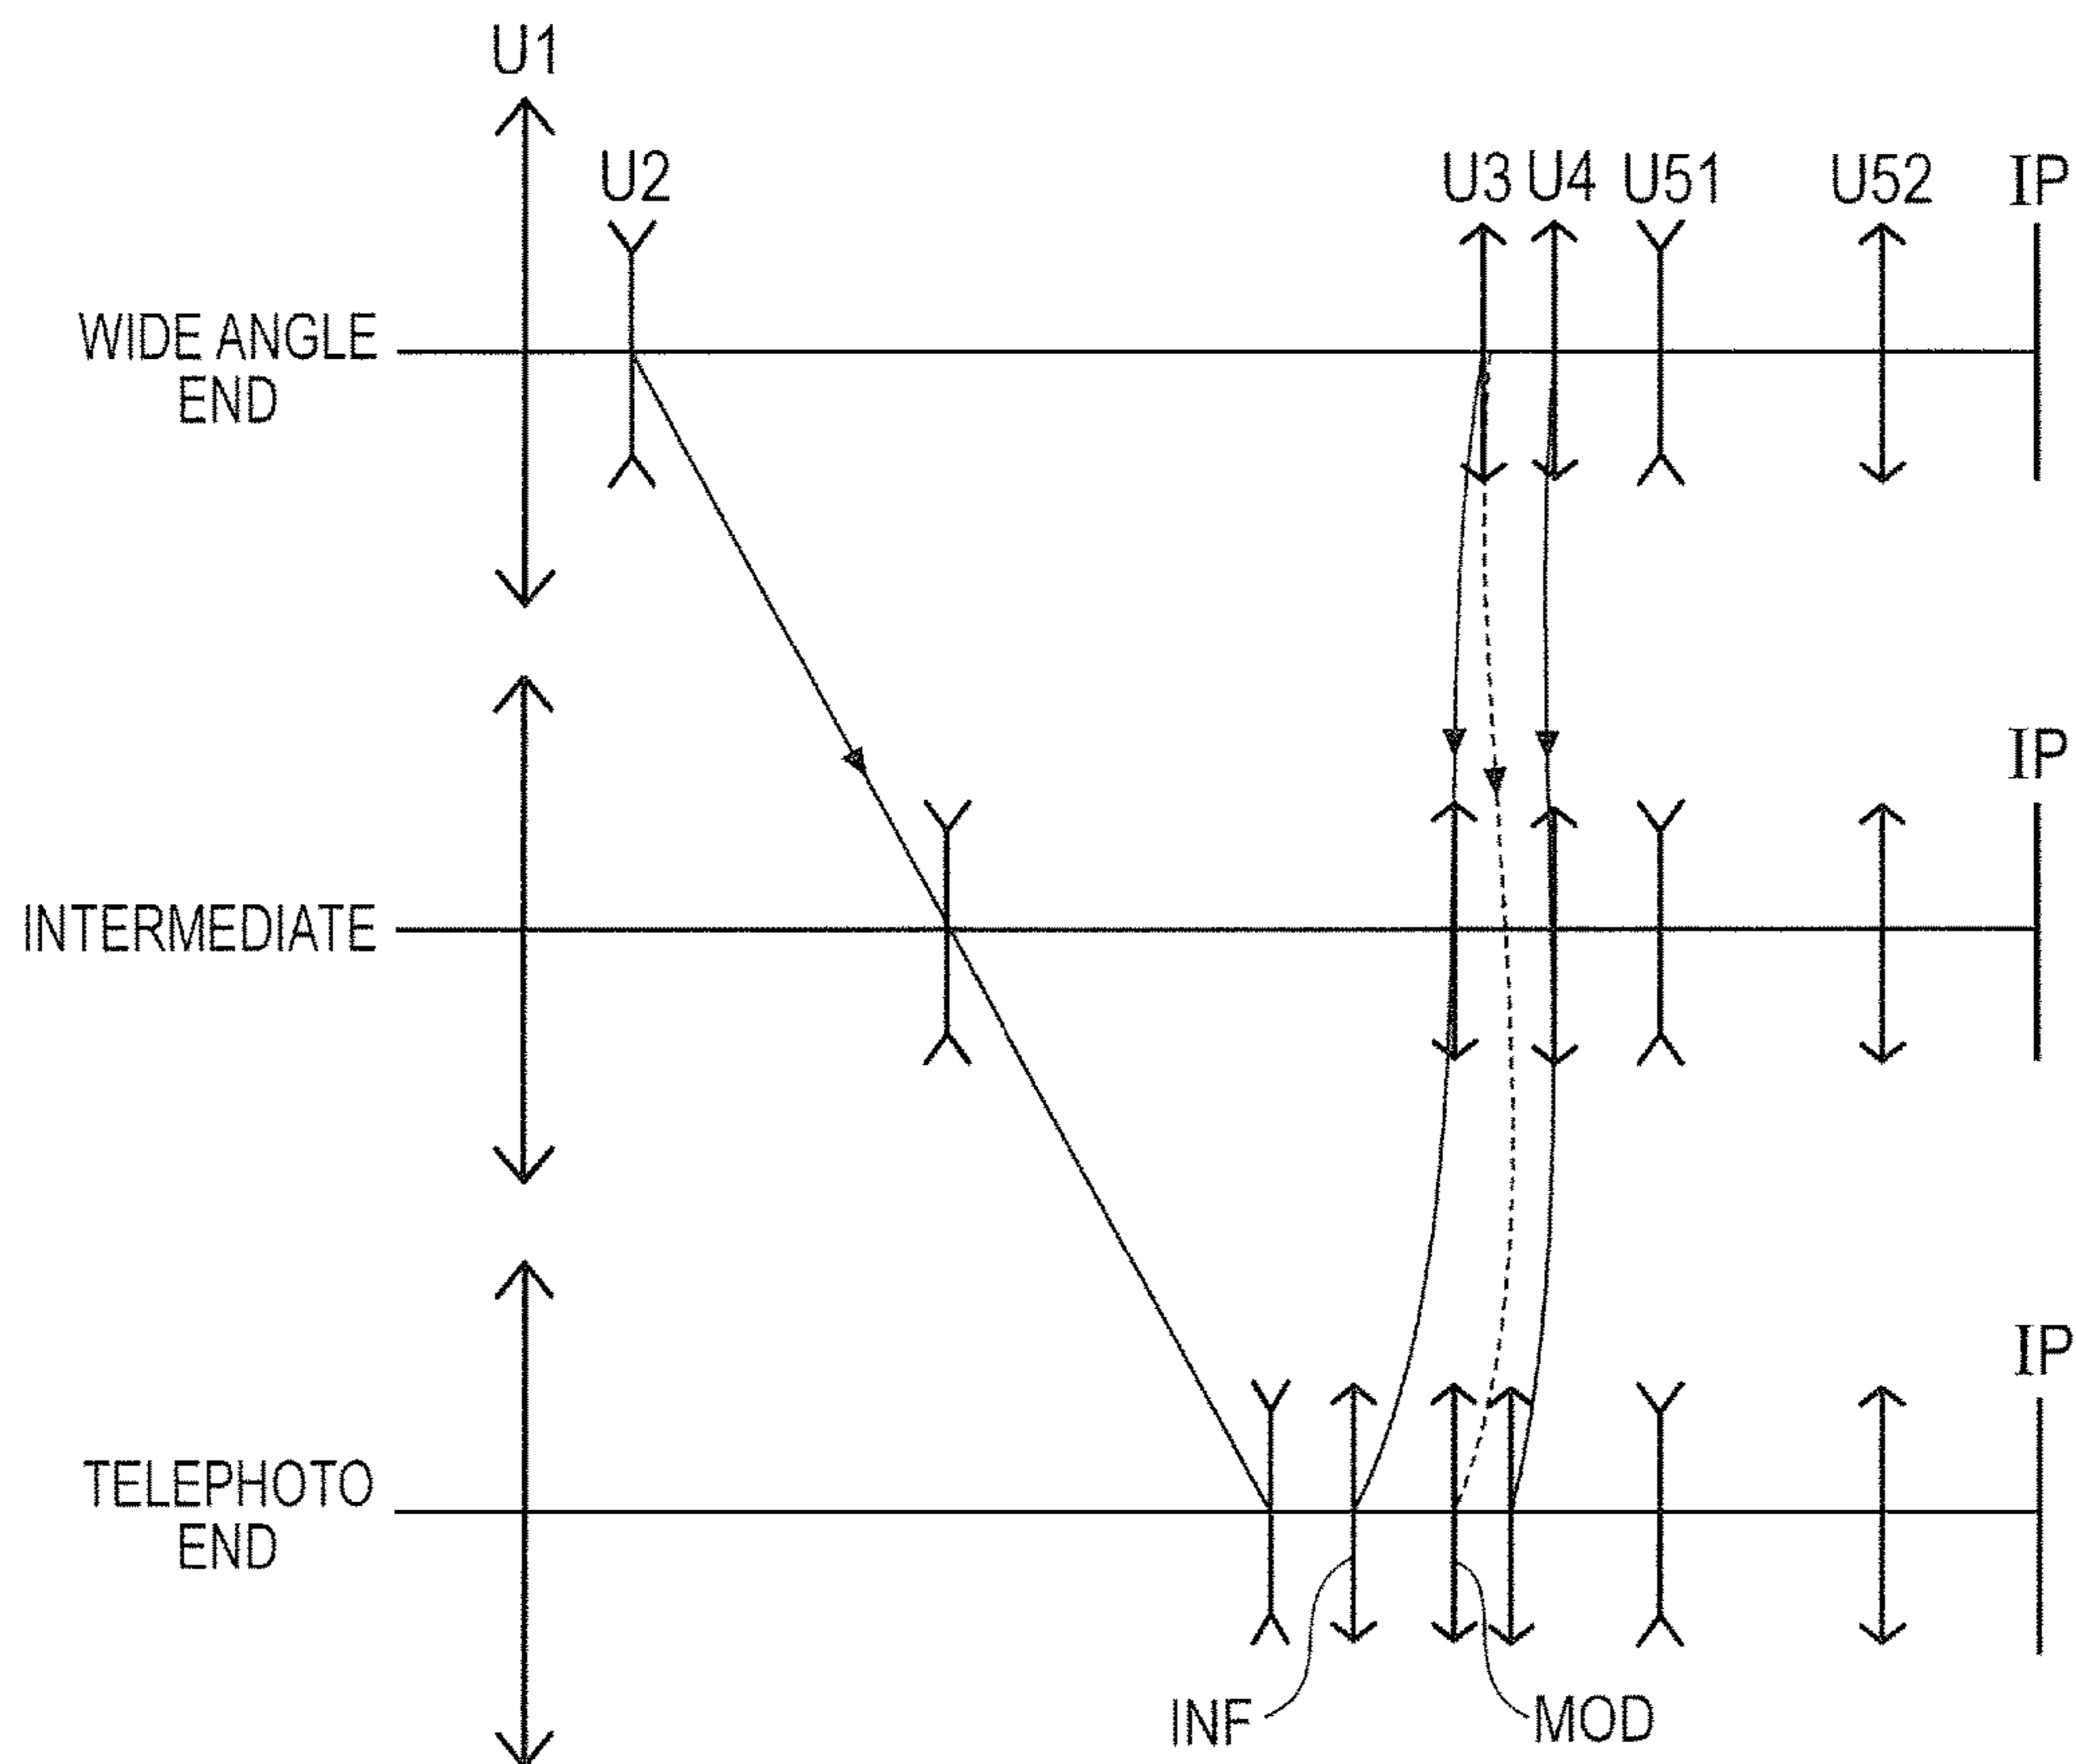 U1
U2
U3
U4
U51
U52
IP
WIDE ANGLE
END
IP
INTERMEDIATE
IP
TELEPHOTO
END
INF
MOD